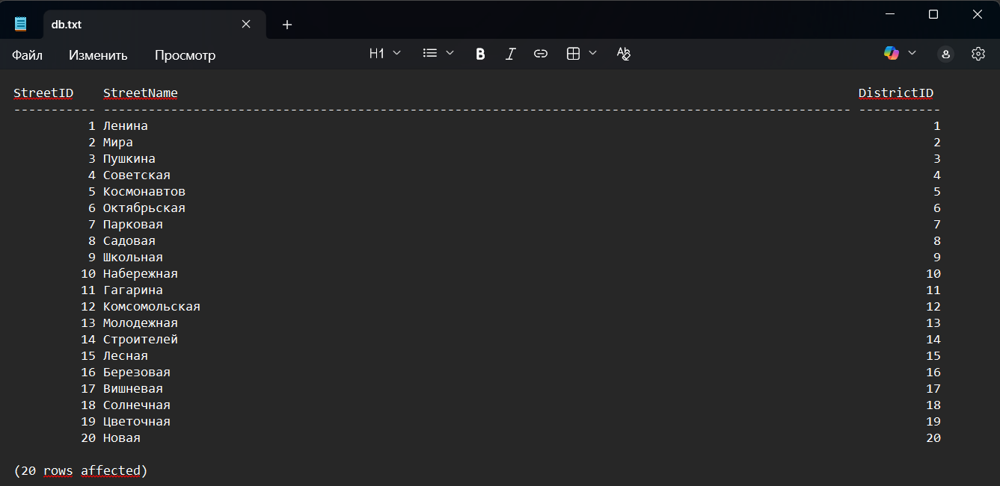 db.txt
Файл Изменить Просмотр H1 B I Ab
StreetID StreetName DistrictID
----------- ---------------------------------------------------------------------------------------------------- -----------
1 Ленина 1
2 Мира 2
3 Пушкина 3
4 Советская 4
5 Космонавтов 5
6 Октябрьская 6
7 Парковая 7
8 Садовая 8
9 Школьная 9
10 Набережная 10
11 Гагарина 11
12 Комсомольская 12
13 Молодежная 13
14 Строителей 14
15 Лесная 15
16 Березовая 16
17 Вишневая 17
18 Солнечная 18
19 Цветочная 19
20 Новая 20
(20 rows affected)